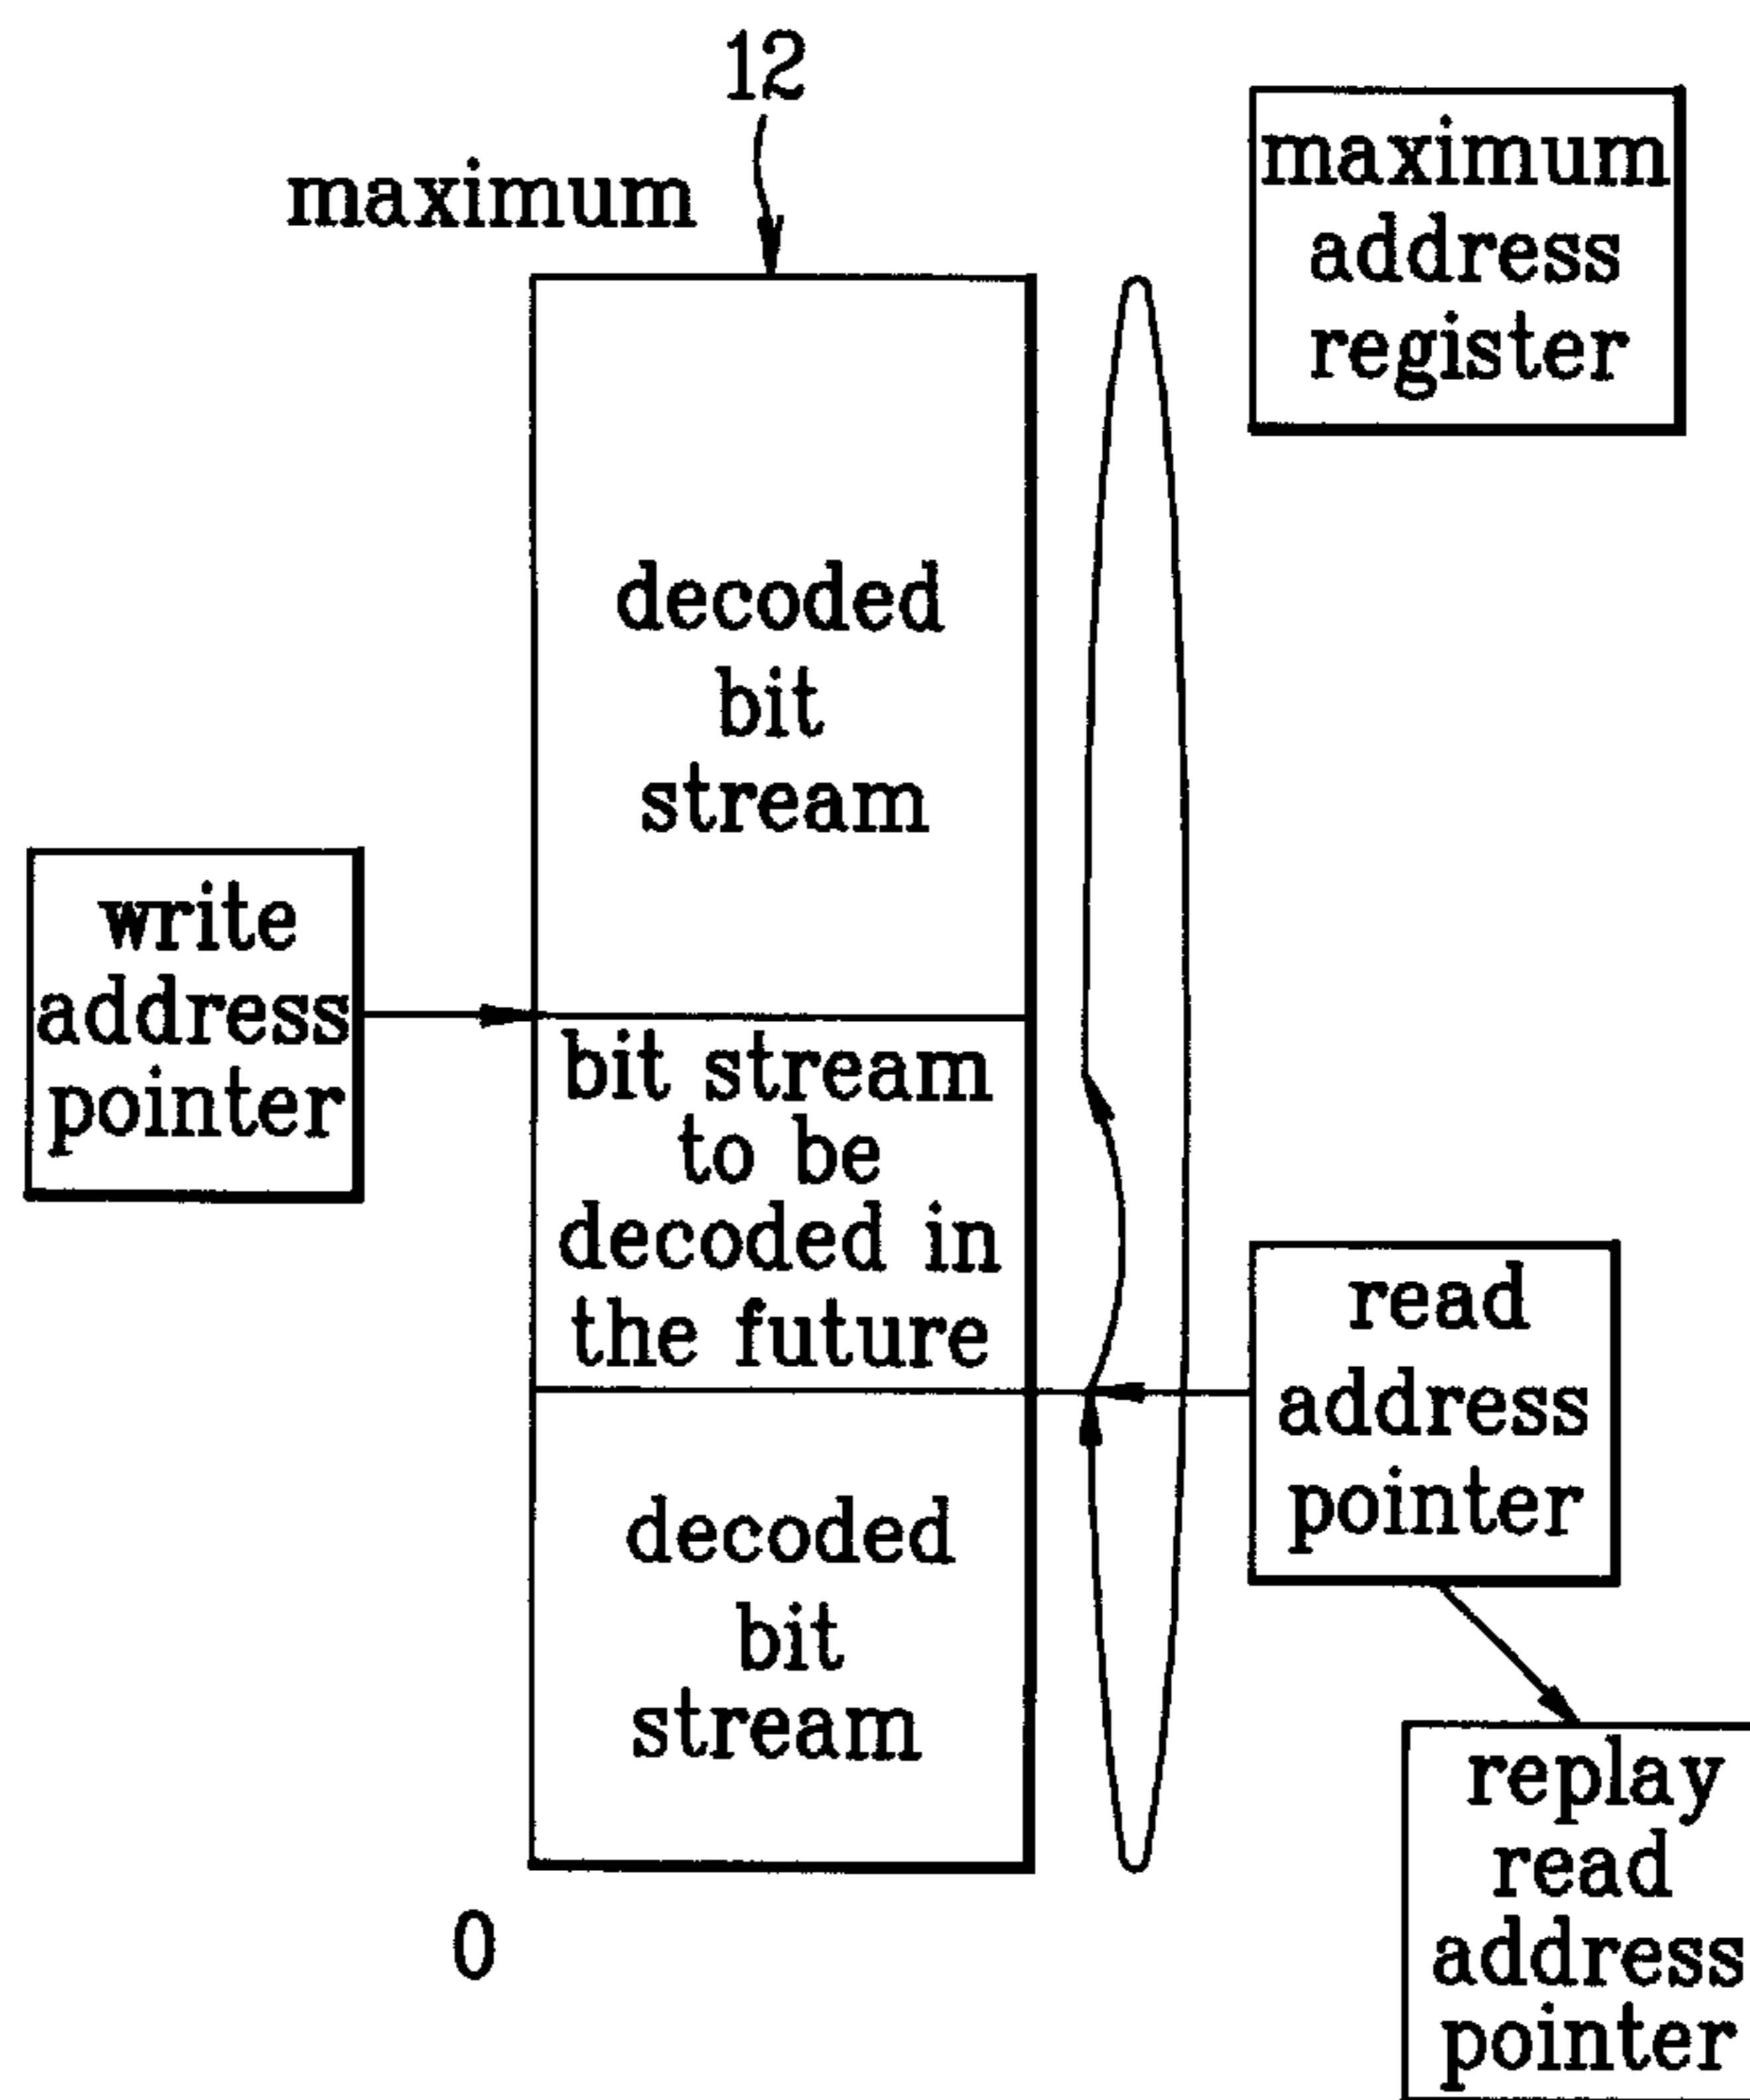 12
maximum
maximum
address
register
decoded
bit
stream
write
address
pointer
bit stream
to be
decoded in
the future
read
address
pointer
decoded
bit
stream
replay
read
address
pointer
0